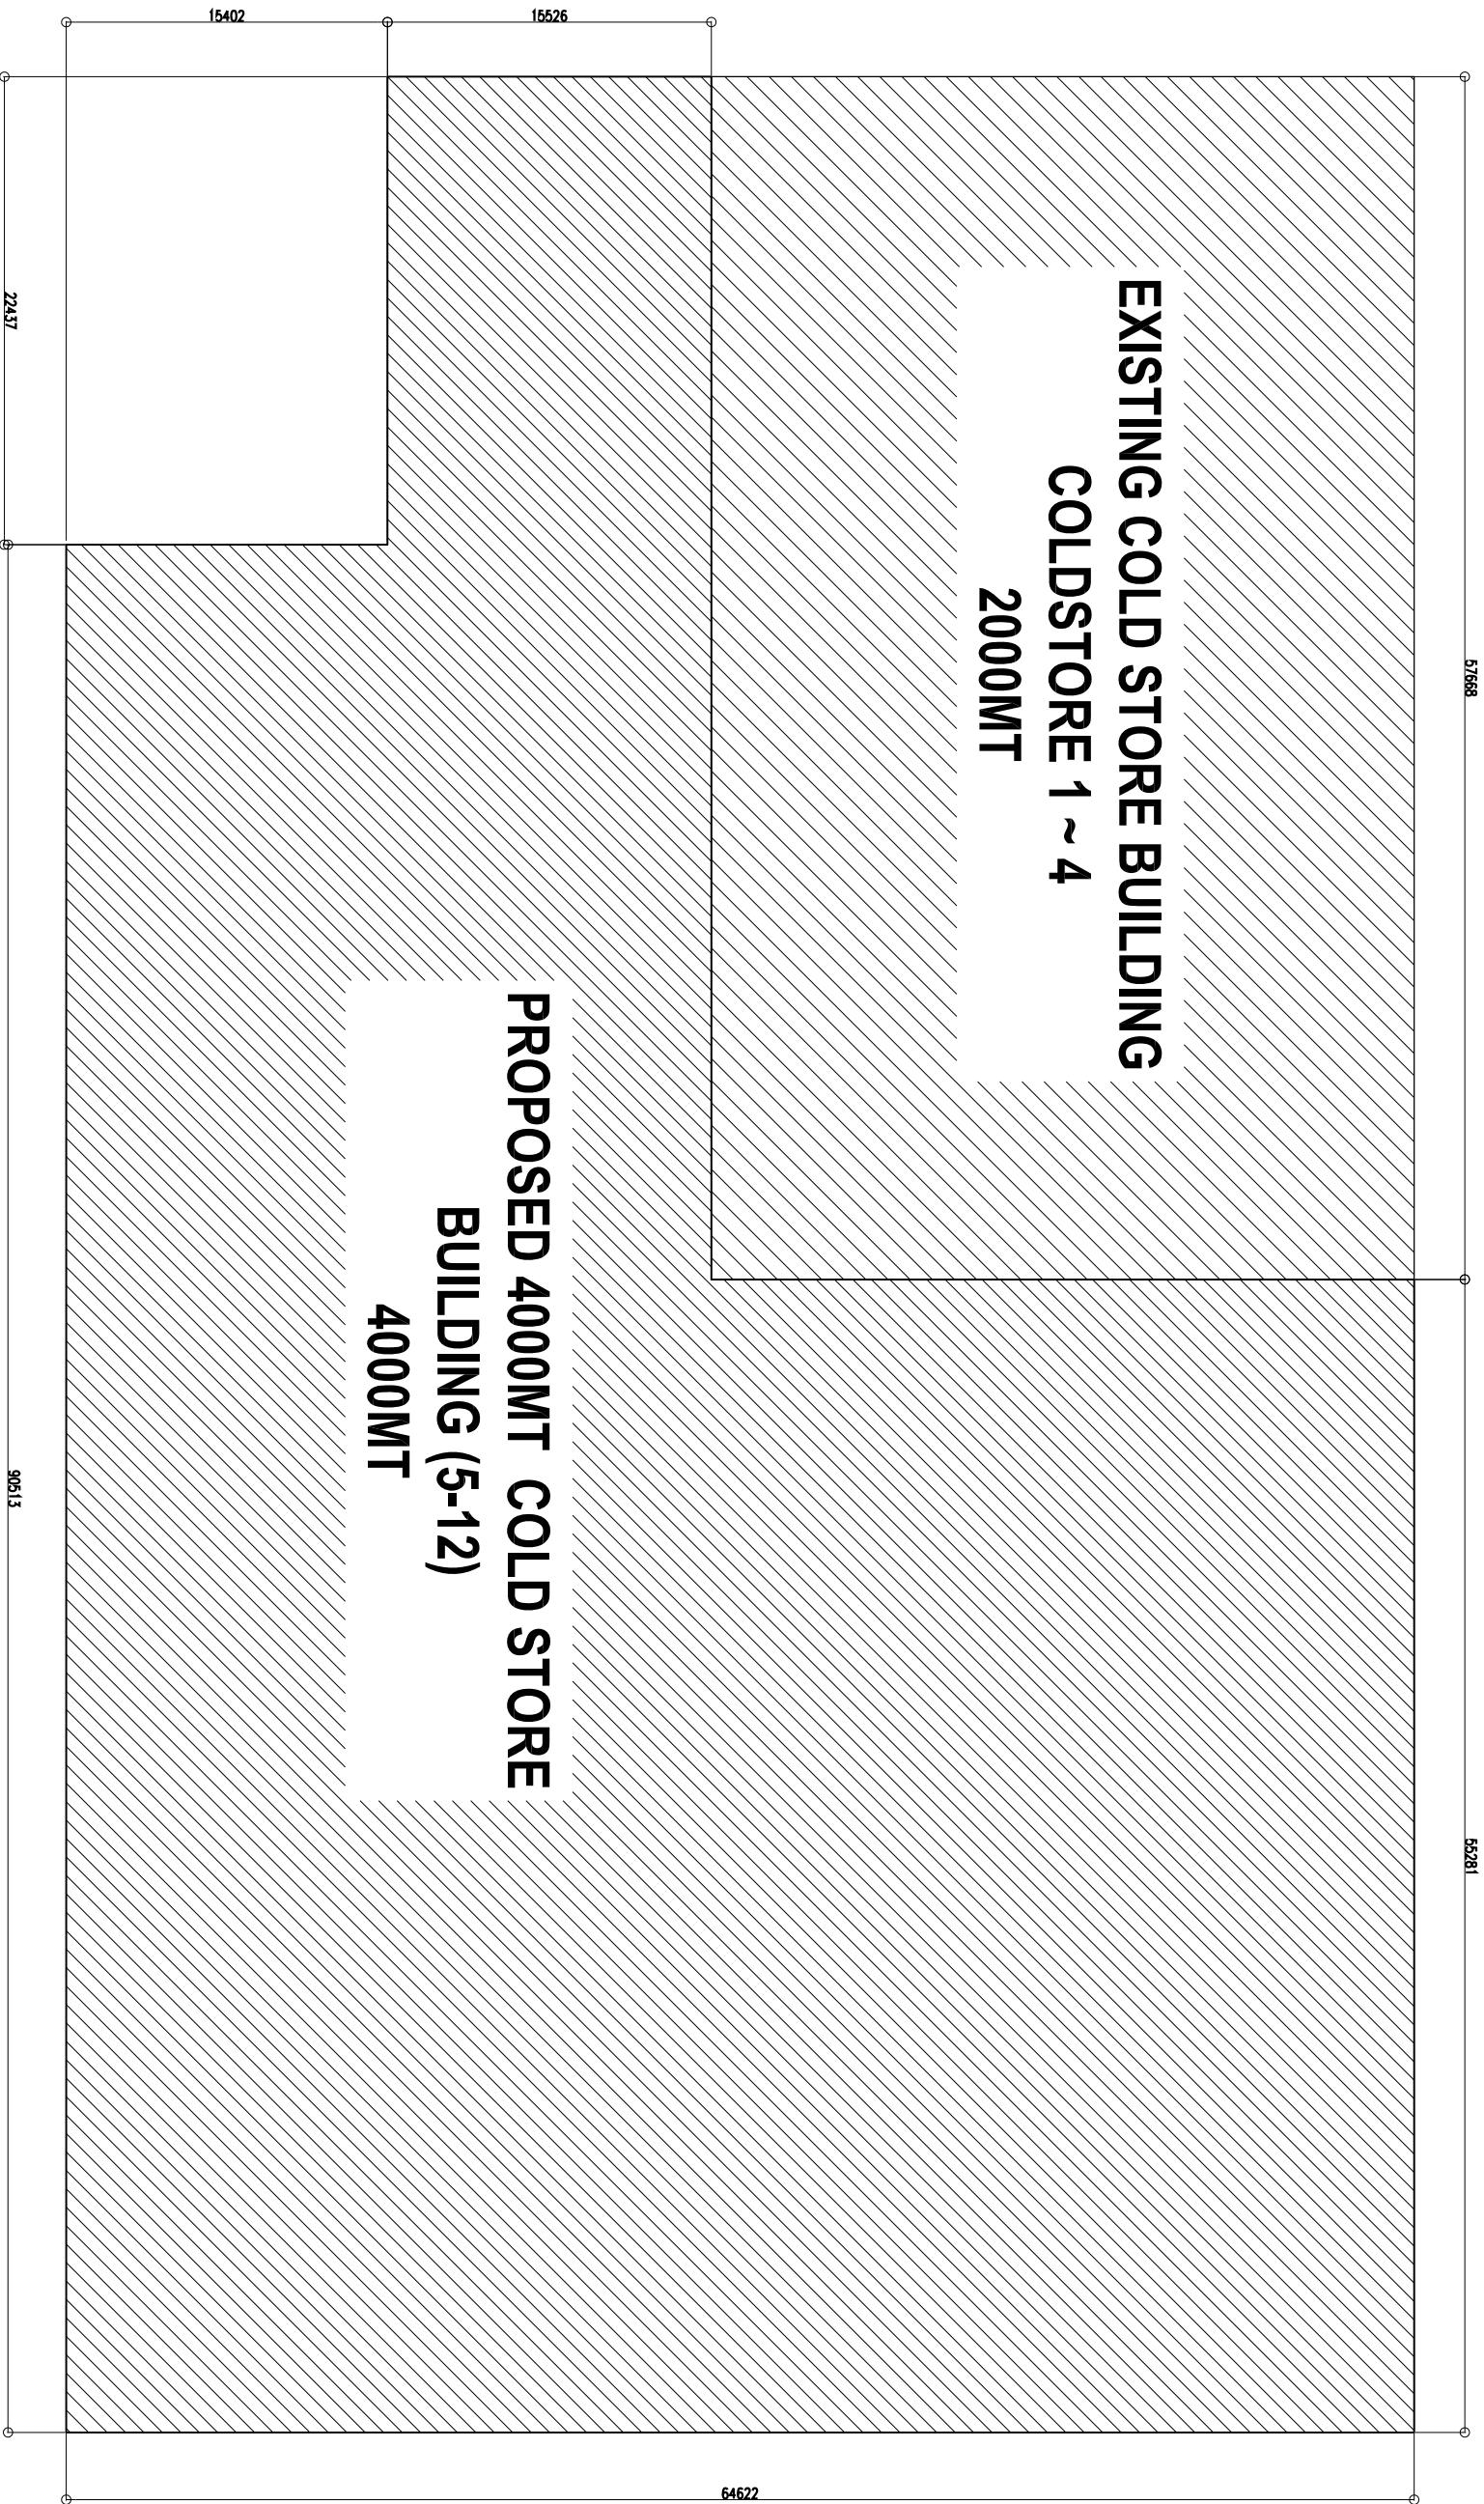 57668
55281
EXISTING COLD STORE BUILDING
COLDSTORE 1 ~ 4
2000MT
64622
15526
15402
PROPOSED 4000MT COLD STORE
BUILDING (5-12)
4000MT
22437
90513